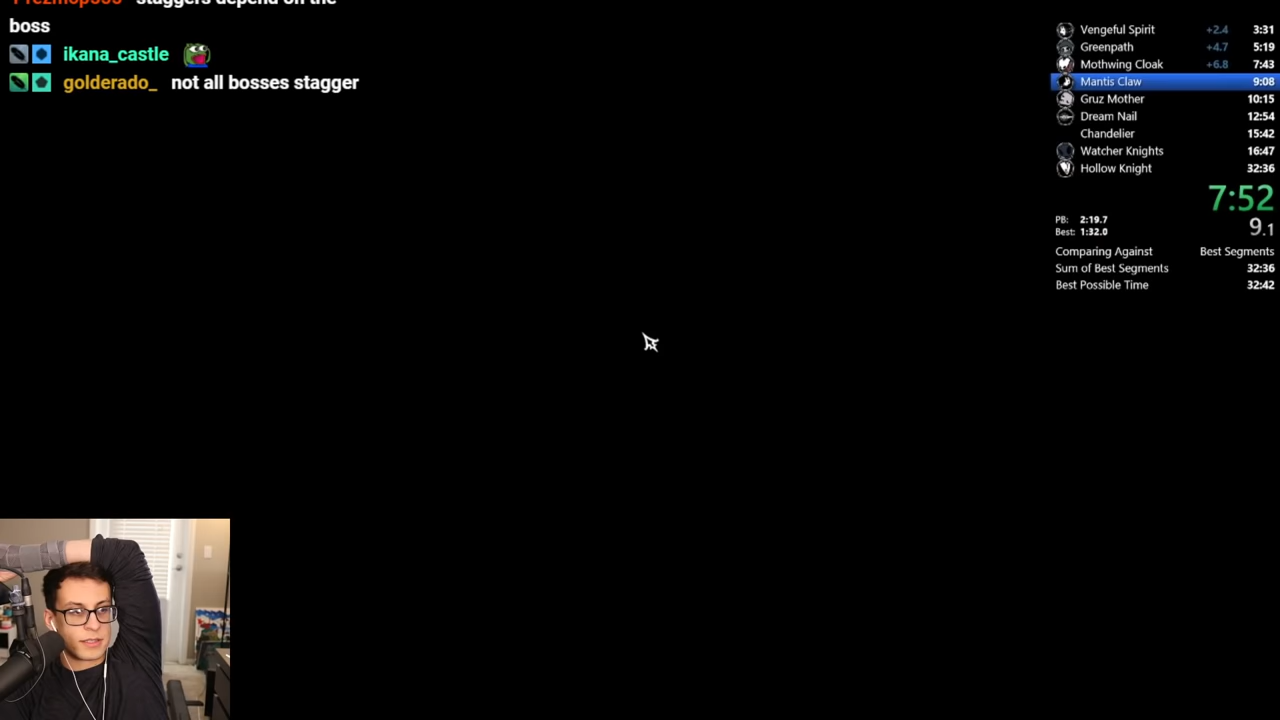 staggers depend on the
boss
ikana_castle
golderado_ not all bosses stagger
Vengeful Spirit +2.4 3:31
Greenpath +4.7 5:19
Mothwing Cloak +6.8 7:43
Mantis Claw 9:08
Gruz Mother 10:15
Dream Nail 12:54
Chandelier 15:42
Watcher Knights 16:47
Hollow Knight 32:36
7:52
PB: 2:19.7
Best: 1:32.0
9.1
Comparing Against Best Segments
Sum of Best Segments 32:36
Best Possible Time 32:42